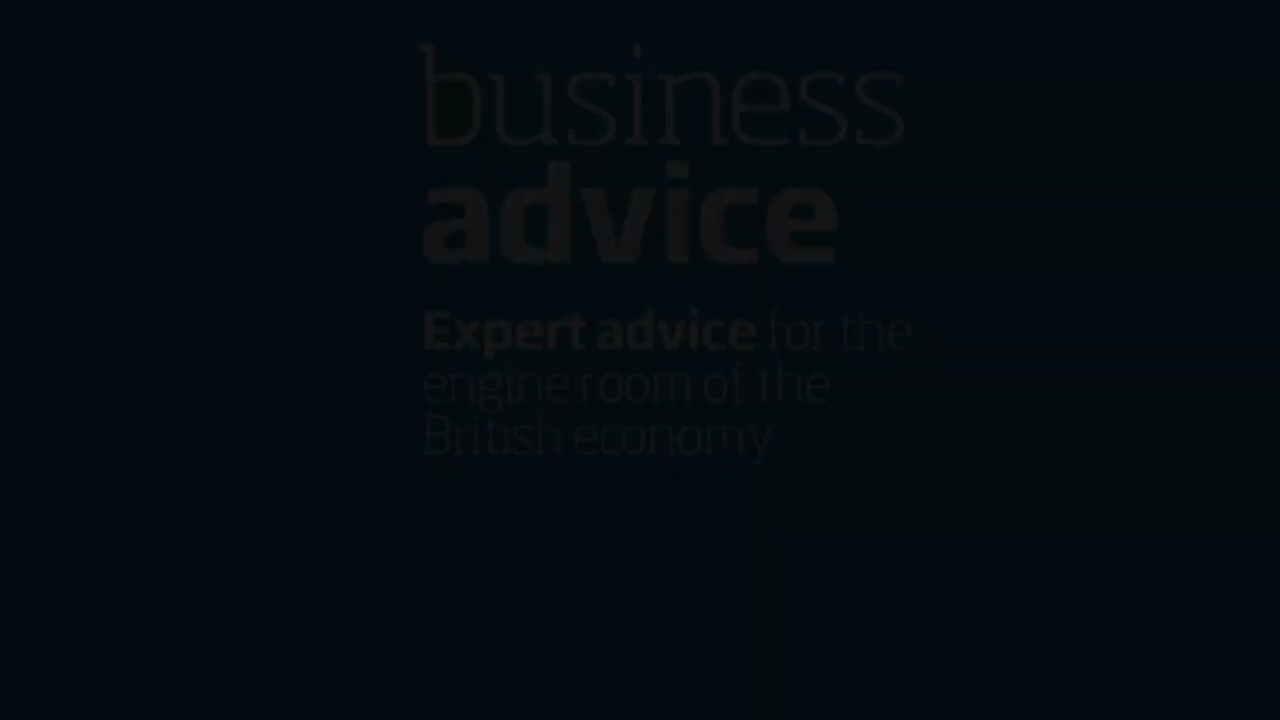 business
advice
Expert advice for the
engine room of the
British economy